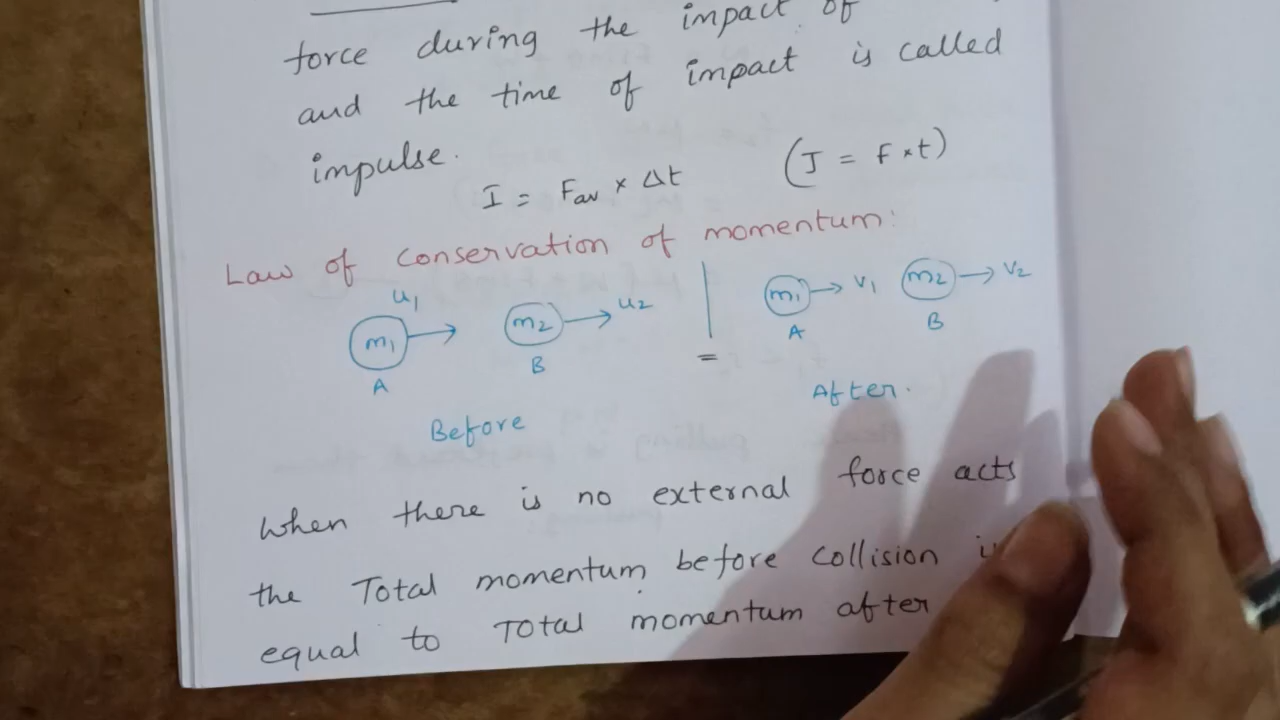 force during the impact of
and the time of impact is called
impulse.
I = Fav × Δt (J = F × t)
Law of conservation of momentum:
u1 u2 v1 v2
m1 m2 m1 m2
A B A B
=
Before After.
When there is no external force acts
the Total momentum before collision
equal to Total momentum after